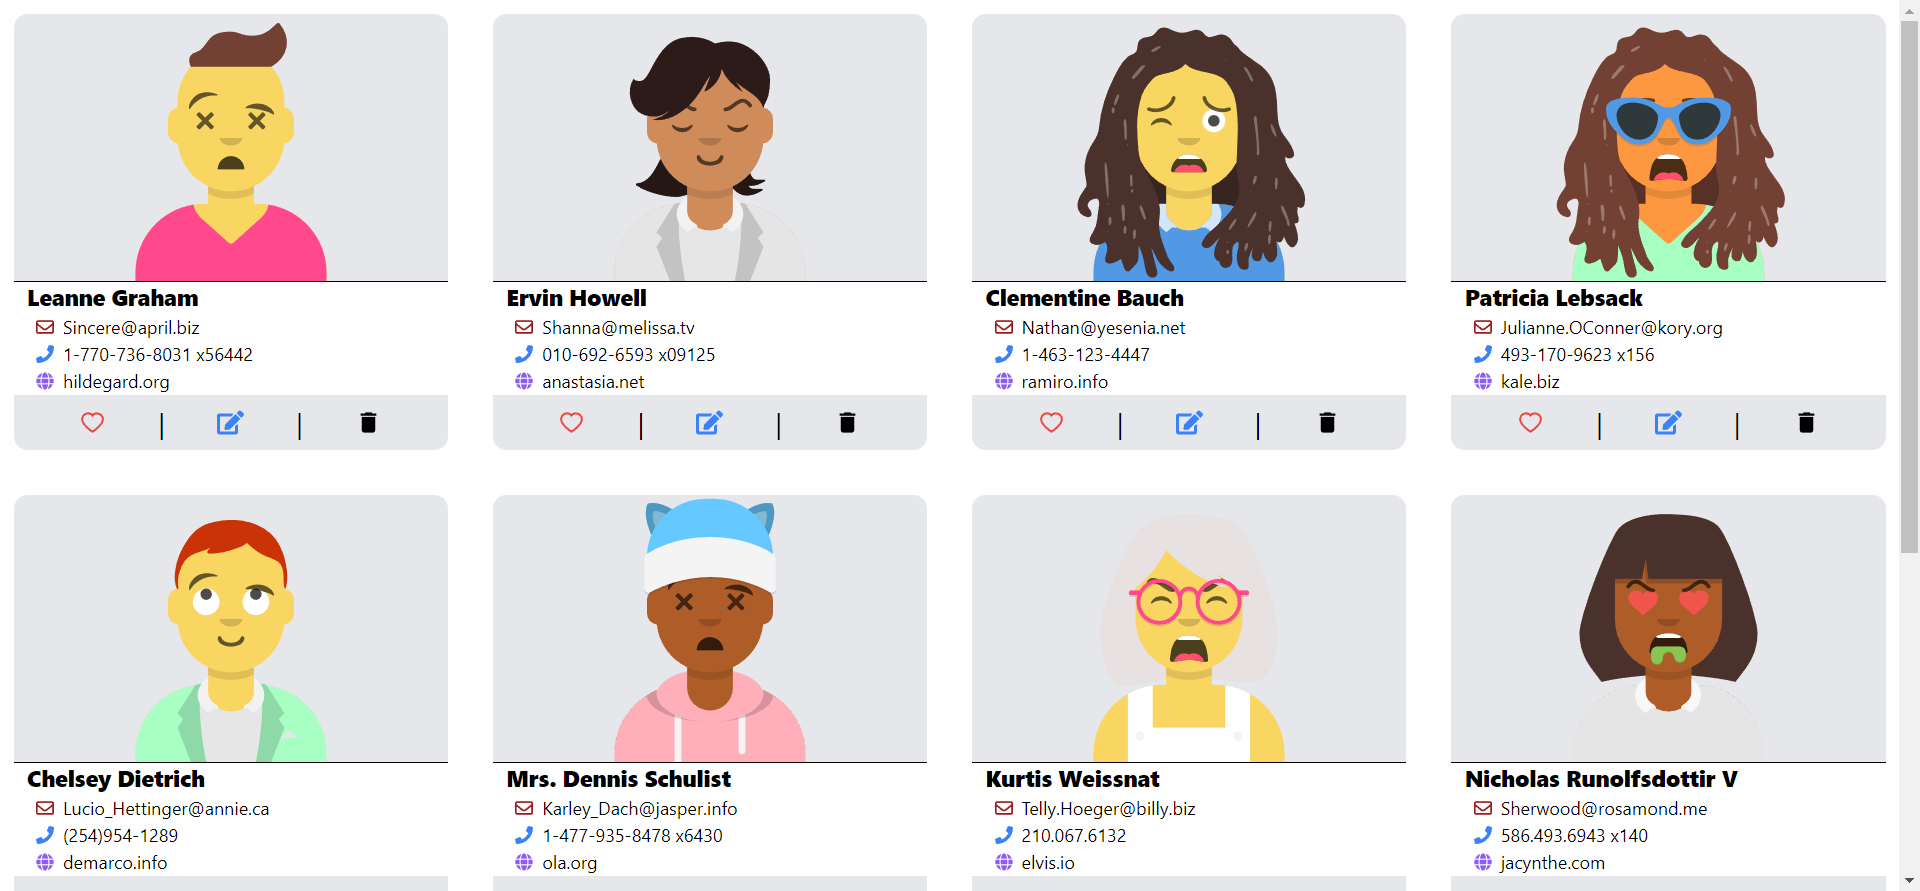 Leanne Graham
Sincere@april.biz
1-770-736-8031 x56442
hildegard.org
Ervin Howell
Shanna@melissa.tv
010-692-6593 x09125
anastasia.net
Clementine Bauch
Nathan@yesenia.net
1-463-123-4447
ramiro.info
Patricia Lebsack
Julianne.OConner@kory.org
493-170-9623 x156
kale.biz
Chelsey Dietrich
Lucio_Hettinger@annie.ca
(254)954-1289
demarco.info
Mrs. Dennis Schulist
Karley_Dach@jasper.info
1-477-935-8478 x6430
ola.org
Kurtis Weissnat
Telly.Hoeger@billy.biz
210.067.6132
elvis.io
Nicholas Runolfsdottir V
Sherwood@rosamond.me
586.493.6943 x140
jacynthe.com